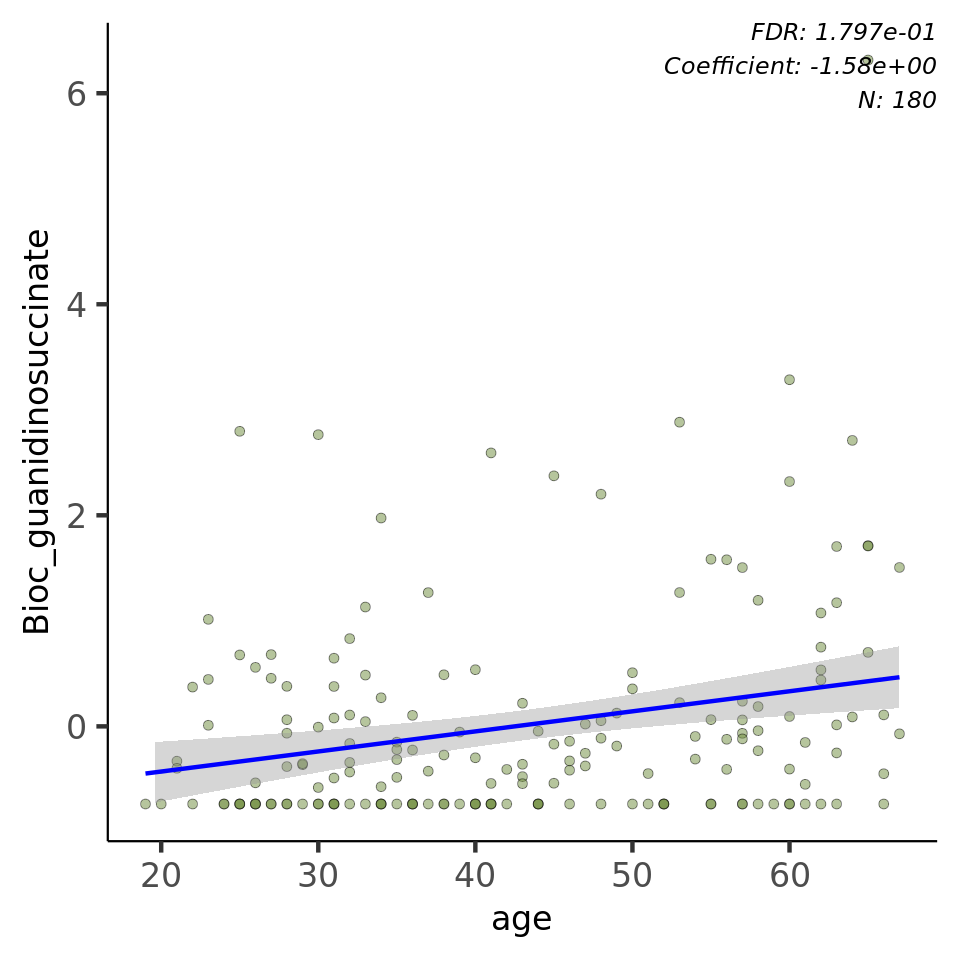 FDR: 1.797e-01
Coefficient: -1.58e+00
N: 180
6
4
2
0
Bioc_guanidinosuccinate
20 30 40 50 60
age